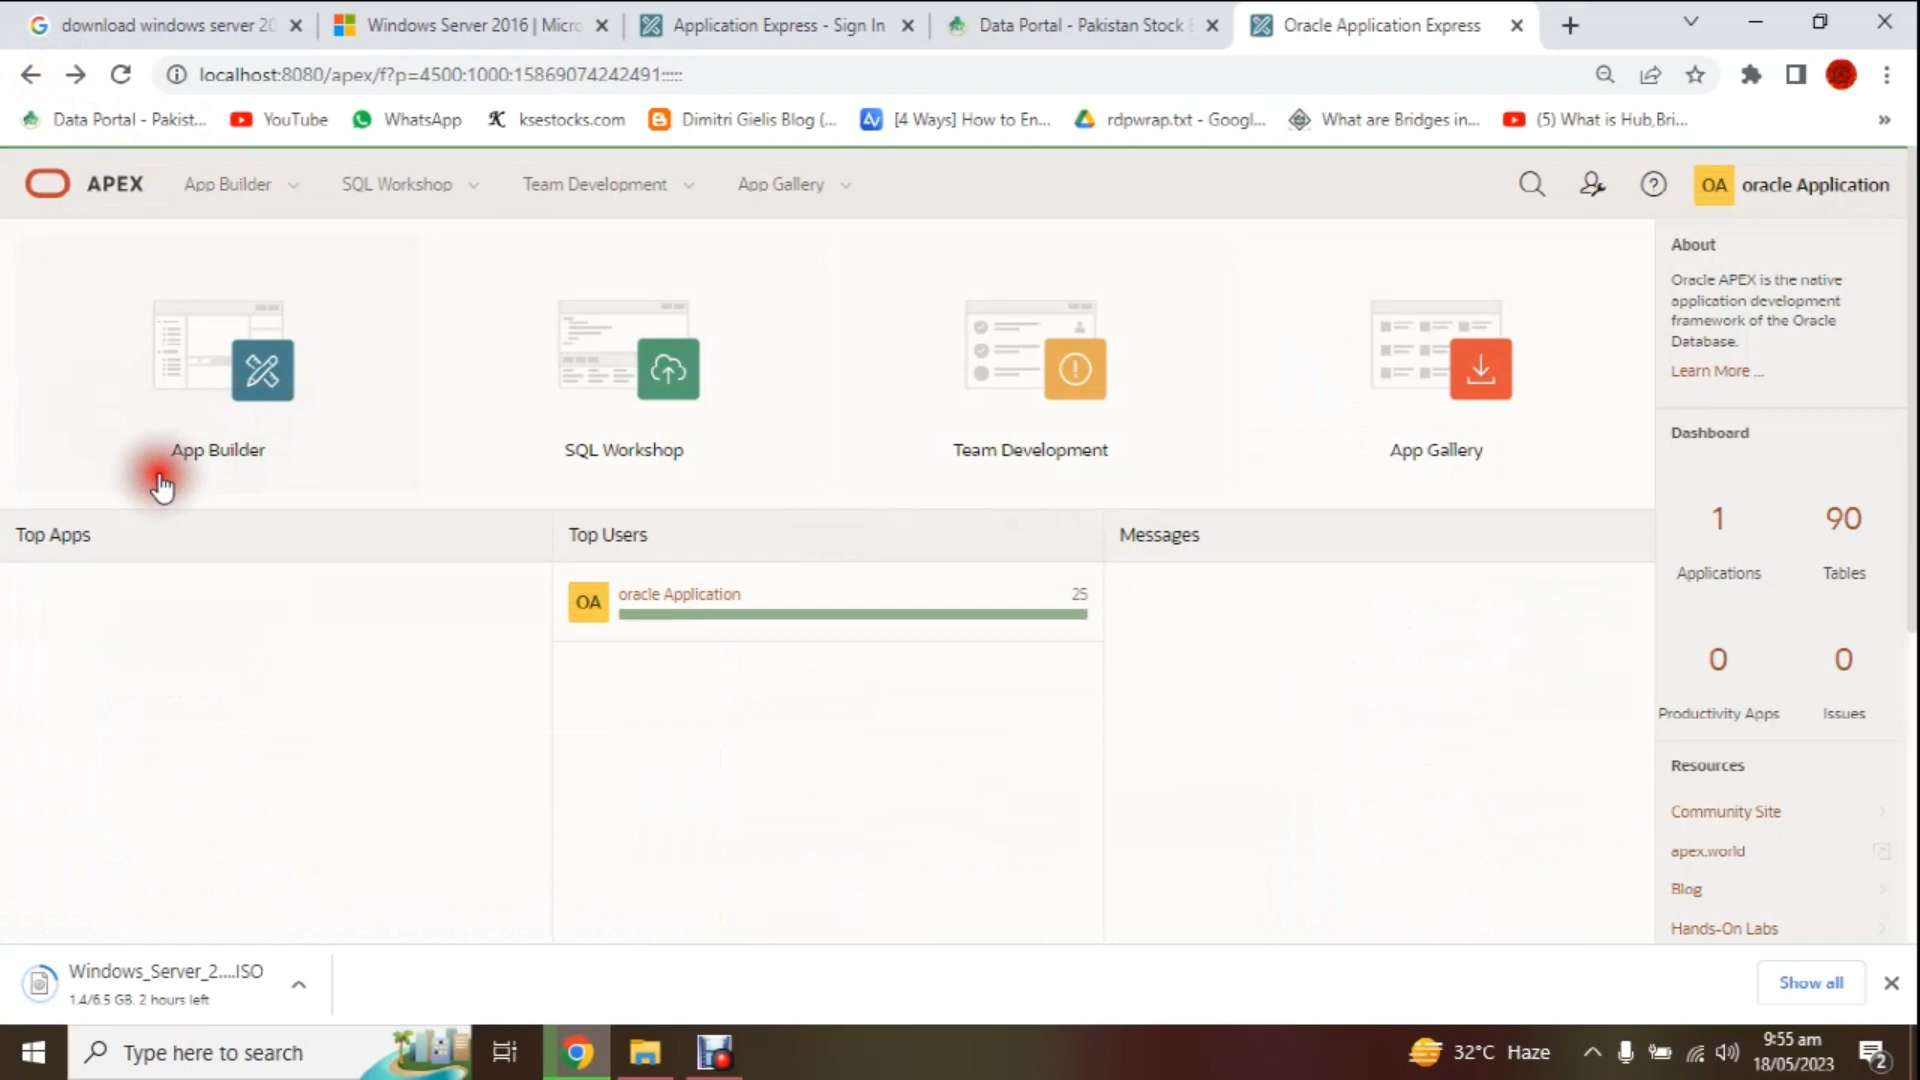 download windows server 20
Windows Server 2016 | Micro
Application Express - Sign In
Data Portal - Pakistan Stock E
Oracle Application Express
localhost:8080/apex/f?p=4500:1000:15869074242491:::::
Data Portal - Pakist...
YouTube
WhatsApp
ksestocks.com
Dimitri Gielis Blog (...
[4 Ways] How to En...
rdpwrap.txt - Googl...
What are Bridges in...
(5) What is Hub,Bri...
»
APEX
App Builder
SQL Workshop
Team Development
App Gallery
OA
oracle Application
App Builder
SQL Workshop
Team Development
App Gallery
About
Oracle APEX is the native
application development
framework of the Oracle
Database.
Learn More ...
Dashboard
1
90
Applications
Tables
0
0
Productivity Apps
Issues
Resources
Community Site
apex.world
Blog
Hands-On Labs
Top Apps
Top Users
Messages
OA
oracle Application
25
Windows_Server_2....ISO
1.4/6.5 GB, 2 hours left
Show all
Type here to search
32°C Haze
9:55 am
18/05/2023
2